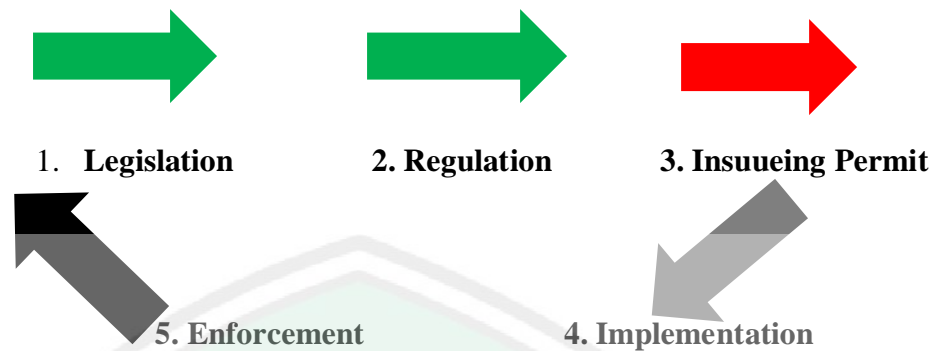 1. Legislation 2. Regulation 3. Insuueing Permit
5. Enforcement 4. Implementation